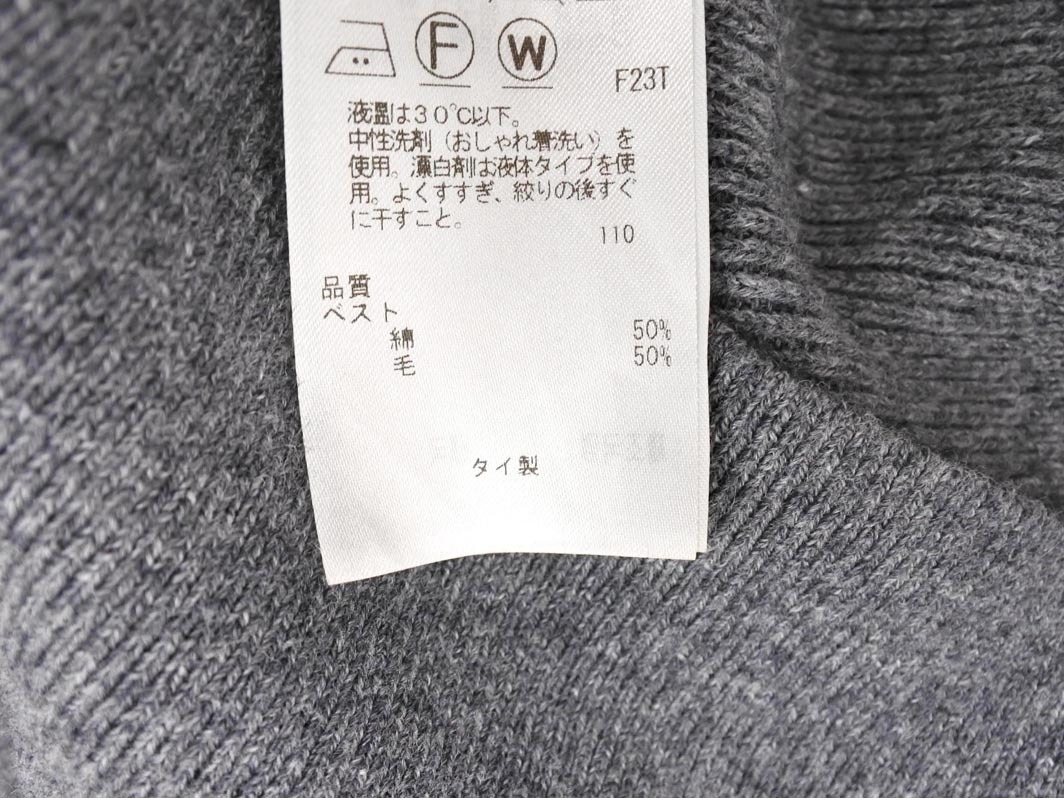 F W
F23T
液温は30℃以下。
中性洗剤（おしゃれ着洗い）を
使用。漂白剤は液体タイプを使
用。よくすすぎ、絞りの後すぐ
に干すこと。
110
品質
ベスト
綿 50%
毛 50%
タイ製